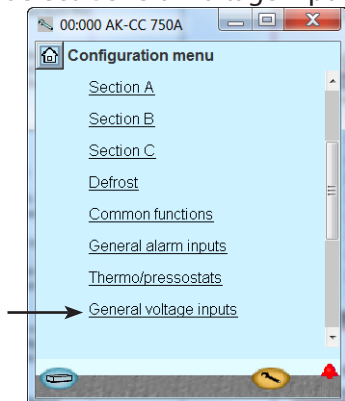 00:000 AK-CC 750A
Configuration menu
Section A
Section B
Section C
Defrost
Common functions
General alarm inputs
Thermo/pressostats
General voltage inputs